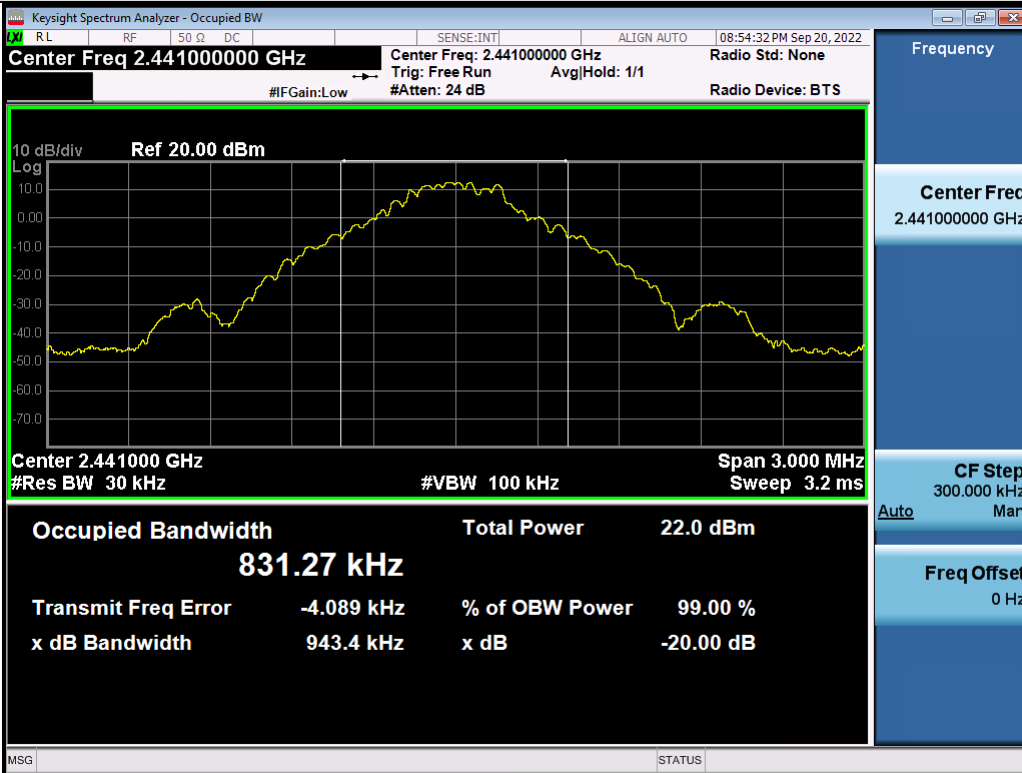 Keysight Spectrum Analyzer - Occupied BW
LXI RL RF 50 Ω DC SENSE:INT ALIGN AUTO 08:54:32 PM Sep 20, 2022
Center Freq 2.441000000 GHz
#IFGain:Low
Center Freq: 2.441000000 GHz
Trig: Free Run Avg|Hold: 1/1
#Atten: 24 dB
Radio Std: None
Radio Device: BTS
10 dB/div Ref 20.00 dBm
Log
10.0
0.00
-10.0
-20.0
-30.0
-40.0
-50.0
-60.0
-70.0
Center 2.441000 GHz Span 3.000 MHz
#Res BW 30 kHz #VBW 100 kHz Sweep 3.2 ms
Occupied Bandwidth Total Power 22.0 dBm
831.27 kHz
Transmit Freq Error -4.089 kHz % of OBW Power 99.00 %
x dB Bandwidth 943.4 kHz x dB -20.00 dB
MSG STATUS
Frequency
Center Freq
2.441000000 GHz
CF Step
300.000 kHz
Auto Man
Freq Offset
0 Hz